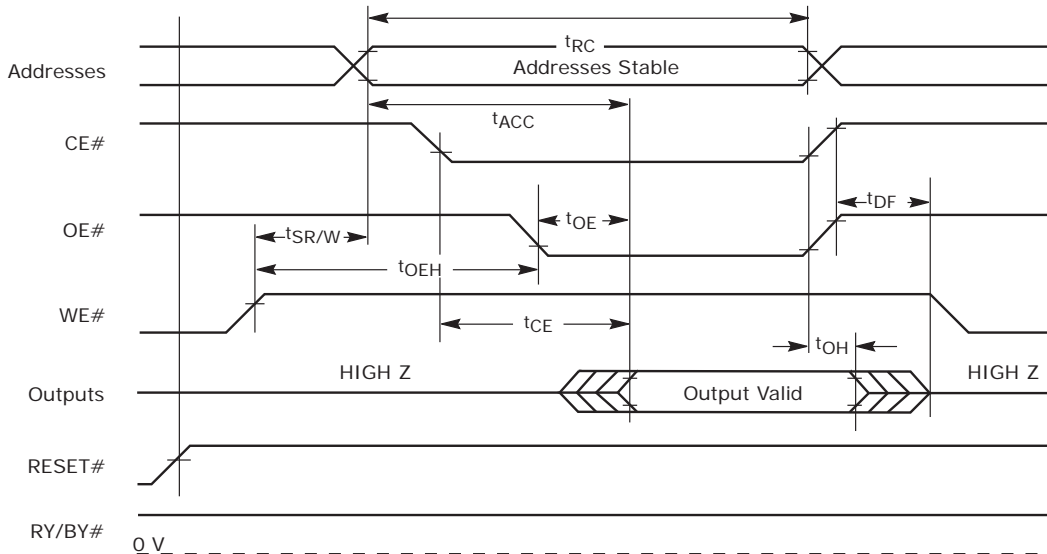 tRC
Addresses
Addresses Stable
tACC
CE#
tDF
OE#
tOE
tSR/W
tOEH
WE#
tCE
tOH
HIGH Z
HIGH Z
Outputs
Output Valid
RESET#
RY/BY#
0 V